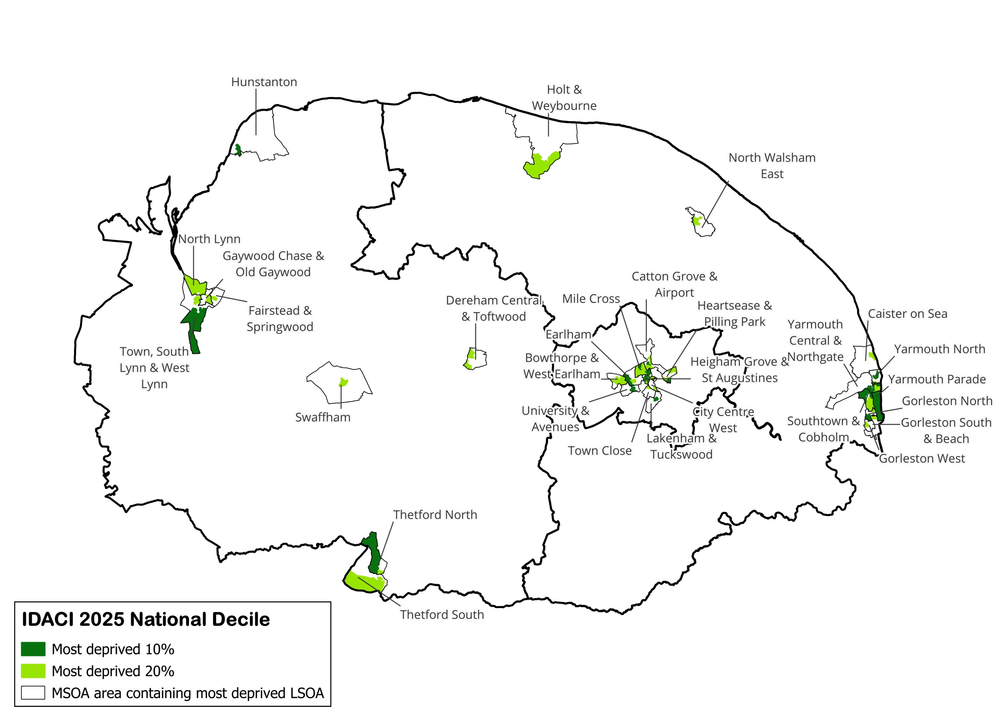 Hunstanton
Holt &
Weybourne
North Walsham
East
North Lynn
Gaywood Chase &
Old Gaywood
Fairstead &
Springwood
Town, South
Lynn & West
Lynn
Swaffham
Dereham Central
& Toftwood
Mile Cross
Catton Grove &
Airport
Heartsease &
Pilling Park
Earlham
Bowthorpe &
West Earlham
Heigham Grove &
St Augustines
University &
Avenues
City Centre
West
Town Close
Lakenham &
Tuckswood
Caister on Sea
Yarmouth
Central &
Northgate
Yarmouth North
Yarmouth Parade
Gorleston North
Southtown &
Cobholm
Gorleston South
& Beach
Gorleston West
Thetford North
Thetford South
IDACI 2025 National Decile
Most deprived 10%
Most deprived 20%
MSOA area containing most deprived LSOA